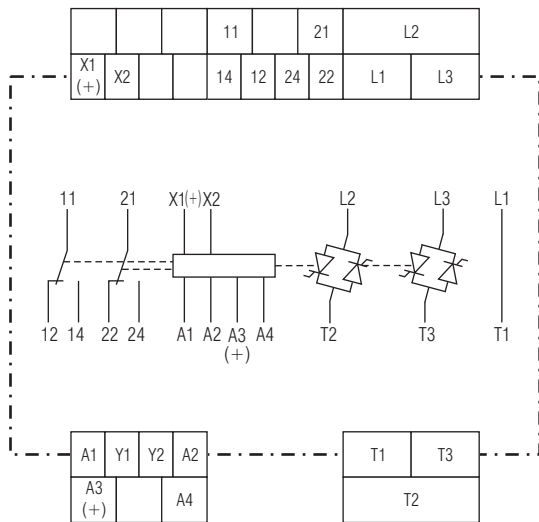 11 21 L2
X1 (+) X2 14 12 24 22 L1 L3
11 21 X1(+) X2 L2 L3 L1
12 14 22 24 A1 A2 A3 (+) A4 T2 T3 T1
A1 Y1 Y2 A2 T1 T3
A3 (+) A4 T2